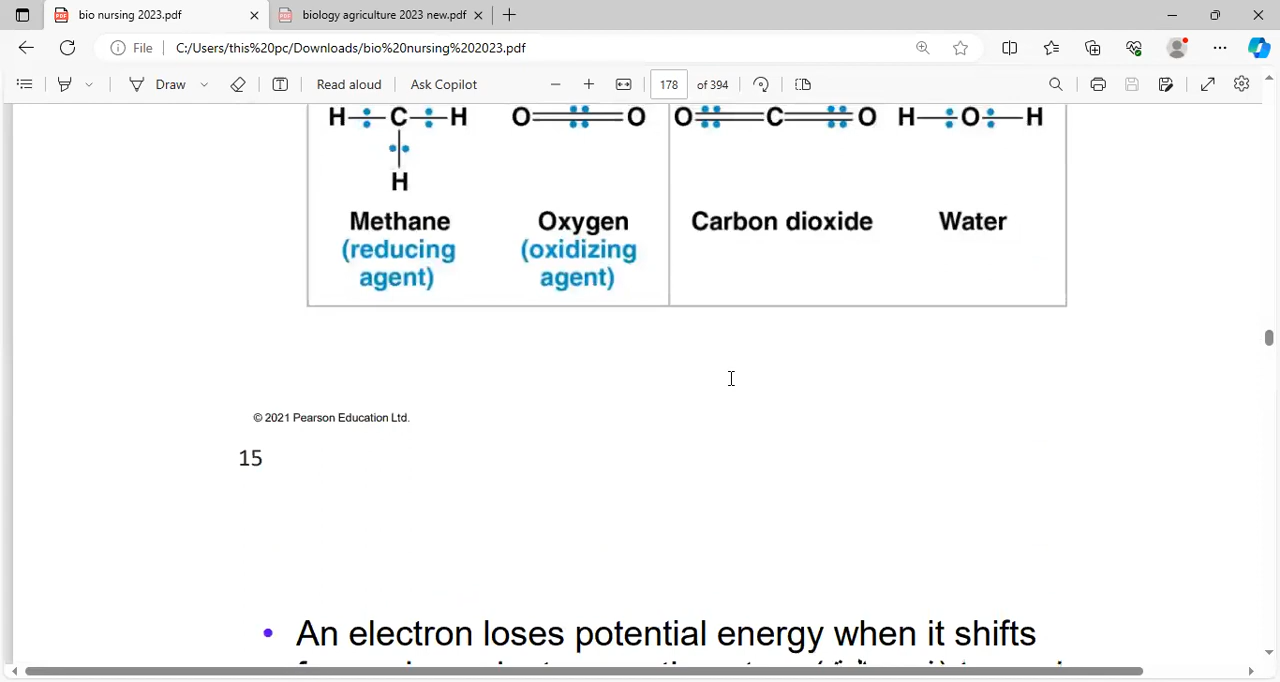 bio nursing 2023.pdf
biology agriculture 2023 new.pdf
File
C:/Users/this%20pc/Downloads/bio%20nursing%202023.pdf
Draw
Read aloud
Ask Copilot
178
of 394
H C H O O O C O H O H
H
Methane Oxygen Carbon dioxide Water
(reducing (oxidizing
agent) agent)
© 2021 Pearson Education Ltd.
15
• An electron loses potential energy when it shifts